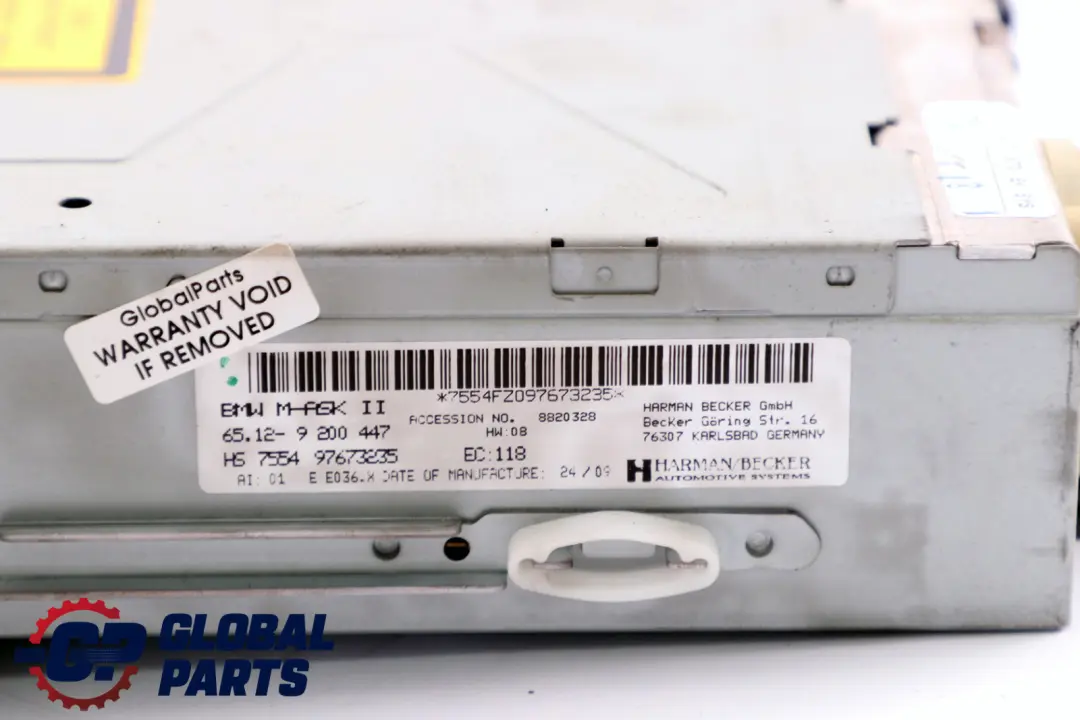 GlobalParts
WARRANTY VOID
IF REMOVED
*7554FZ097673235*
BMW M-ASK II
65.12- 9 200 447
HS 7554 97673235
AI: 01 E E036.X DATE OF MANUFACTURE: 24/09
ACCESSION NO. 8820328
HW:08
EC:118
HARMAN BECKER GmbH
Becker Göring Str. 16
76307 KARLSBAD GERMANY
HARMAN/BECKER
AUTOMOTIVE SYSTEMS
GP GLOBAL
PARTS